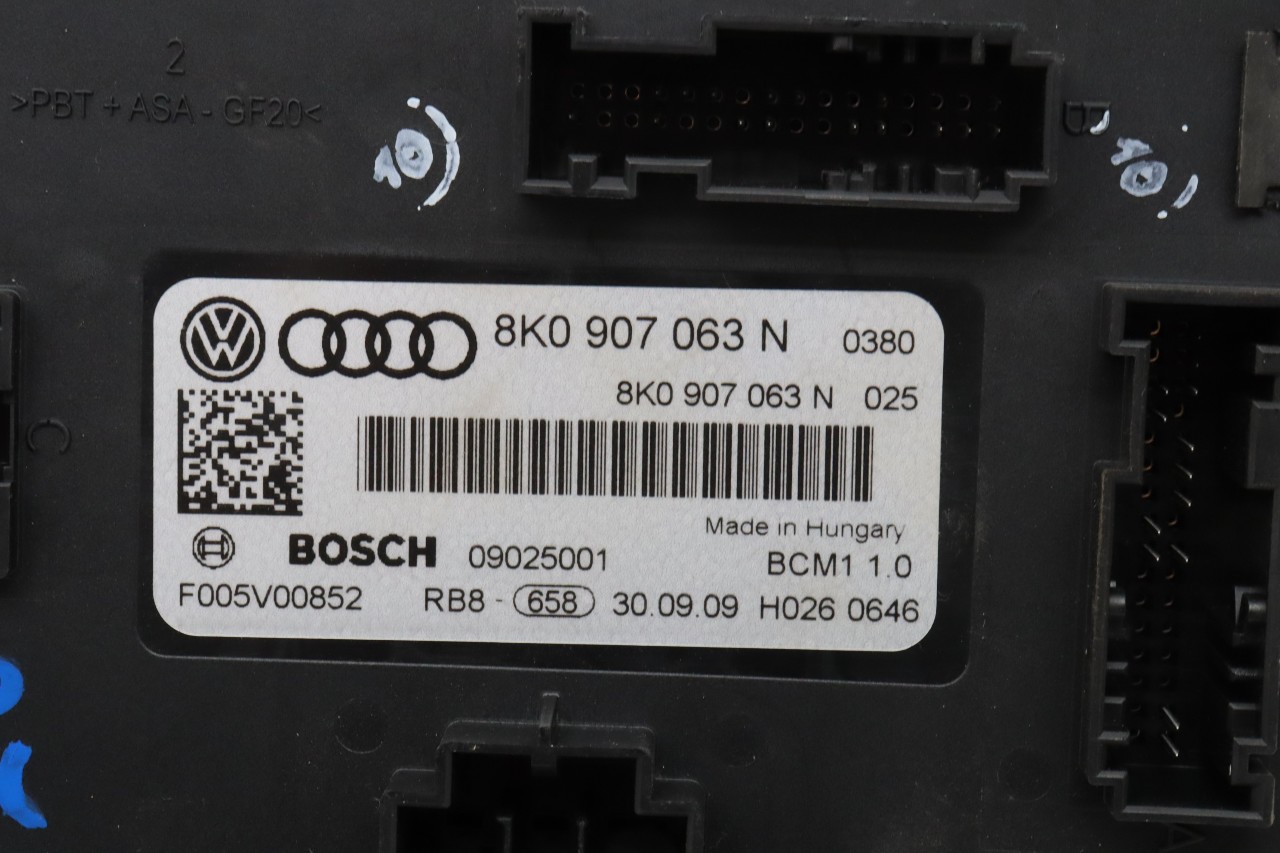 2
>PBT + ASA - GF20<
10)
B
10)
8K0 907 063 N 0380
8K0 907 063 N 025
C
Made in Hungary
BOSCH 09025001 BCM1 1.0
F005V00852 RB8 - 658 30.09.09 H026 0646